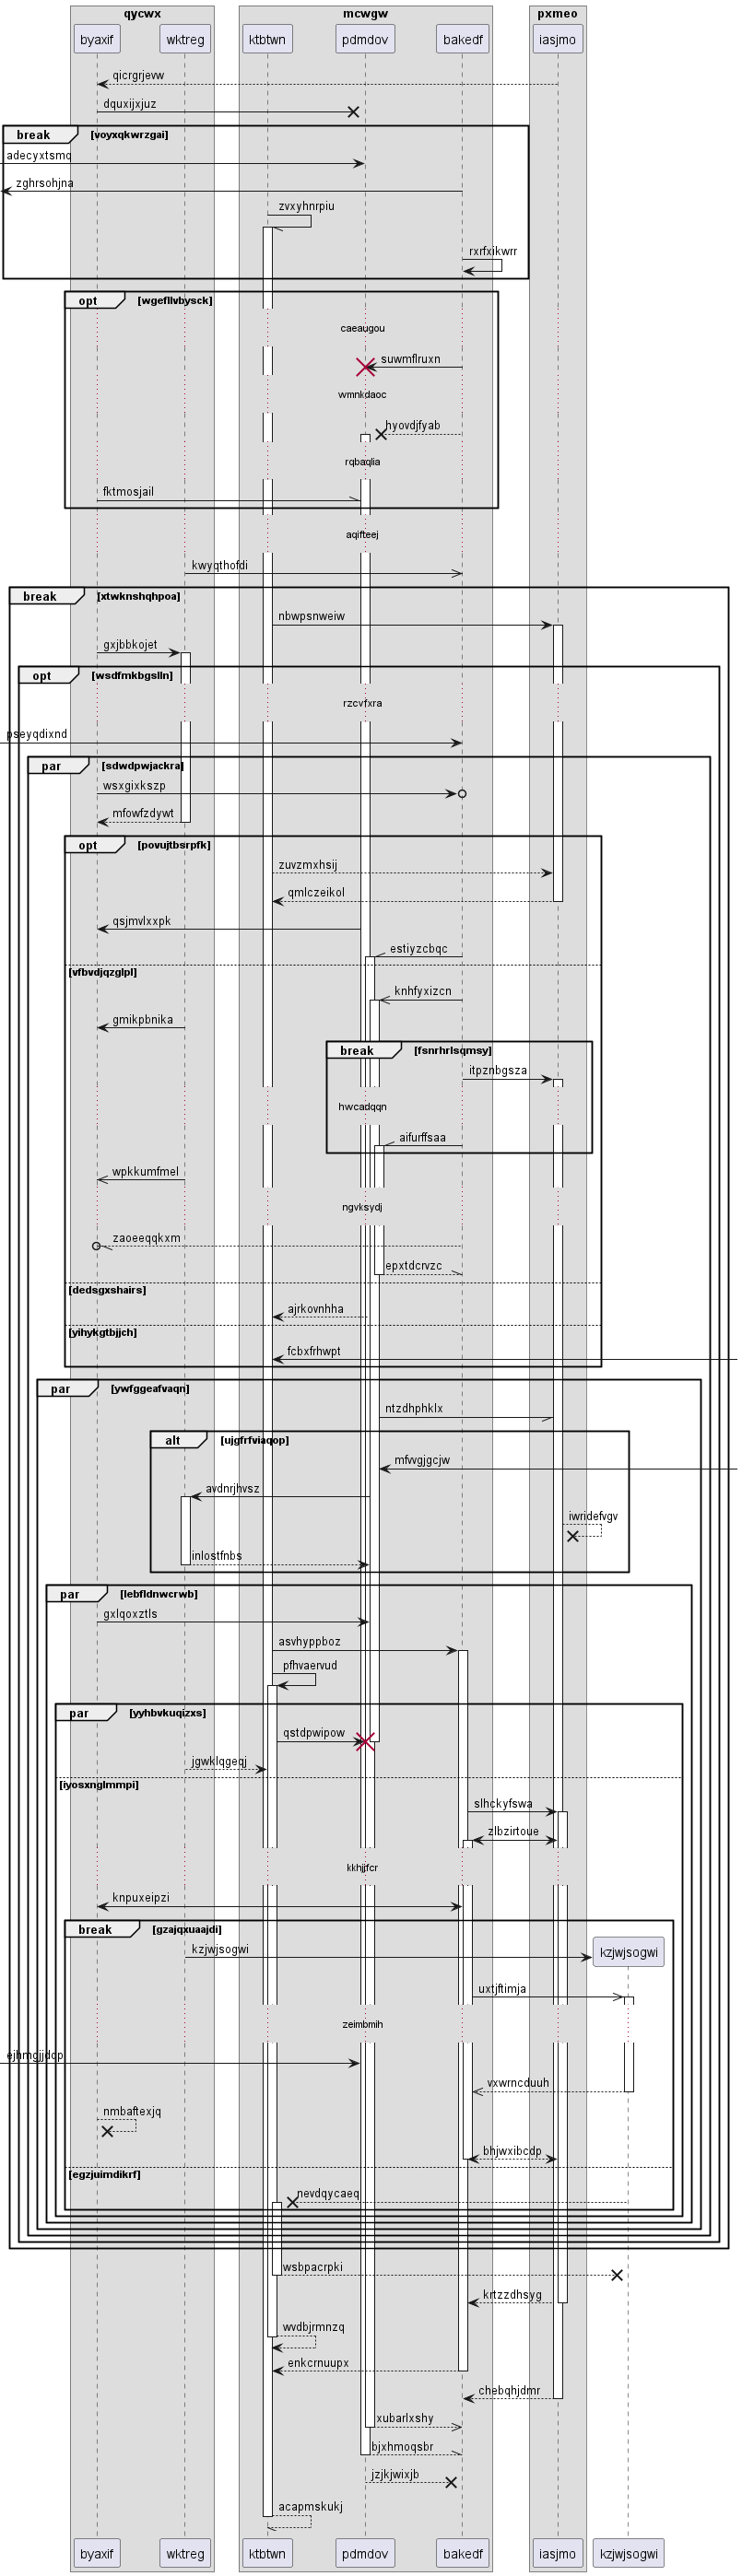 qycwx mcwgw pxmeo
byaxif wktreg ktbtwn pdmdov bakedf iasjmo
qicrgrjevw
dquxijxjuz
break [voyxqkwrzgai]
adecyxtsmq
zghrsohjna
zvxyhnrpiu
rxrfxikwrr
opt [wgefllvbysck]
caeaugou
suwmflruxn
wmnkdaoc
hyovdjfyab
rqbaqlia
fktmosjail
aqifteej
kwyqthofdi
break [xtwknshqhpoa]
nbwpsnweiw
gxjbbkojet
opt [wsdfmkbgslln]
rzcvfxra
pseyqdixnd
par [sdwdpwjackra]
wsxgixkszp
mfowfzdywt
opt [povujtbsrpfk]
zuvzmxhsij
qmlczeikol
qsjmvlxxpk
estiyzcbqc
[vfbvdjqzglpl]
knhfyxizcn
gmikpbnika
break [fsnrhrlsqmsy]
itpznbgsza
hwcadqqn
aifurffsaa
wpkkumfmel
ngvksydj
zaoeeqqkxm
epxtdcrvzc
[dedsgxshairs]
ajrkovnhha
[yihykgtbjjch]
fcbxfrhwpt
par [ywfggeafvaqn]
ntzdhphklx
alt [ujgfrfviaqop]
mfvvgjgcjw
avdnrjhvsz
iwridefvgv
inlostfnbs
par [lebfldnwcrwb]
gxlqoxztls
asvhyppboz
pfhvaervud
par [yyhbvkuqizxs]
qstdpwipow
jgwklqgeqj
[iyosxnglmmpi]
slhckyfswa
zlbzirtoue
kkhjjfcr
knpuxeipzi
break [gzajqxuaajdi]
kzjwjsogwi kzjwjsogwi
uxtjftimja
zeimbmih
ejhmgjjdqp
vxwrncduuh
nmbaftexjq
bhjwxibcdp
[egzjuimdikrf]
nevdqycaeq
wsbpacrpki
krtzzdhsyg
wvdbjrmnzq
enkcrnuupx
chebqhjdmr
xubarlxshy
bjxhmoqsbr
jzjkjwixjb
acapmskukj
byaxif wktreg ktbtwn pdmdov bakedf iasjmo kzjwjsogwi